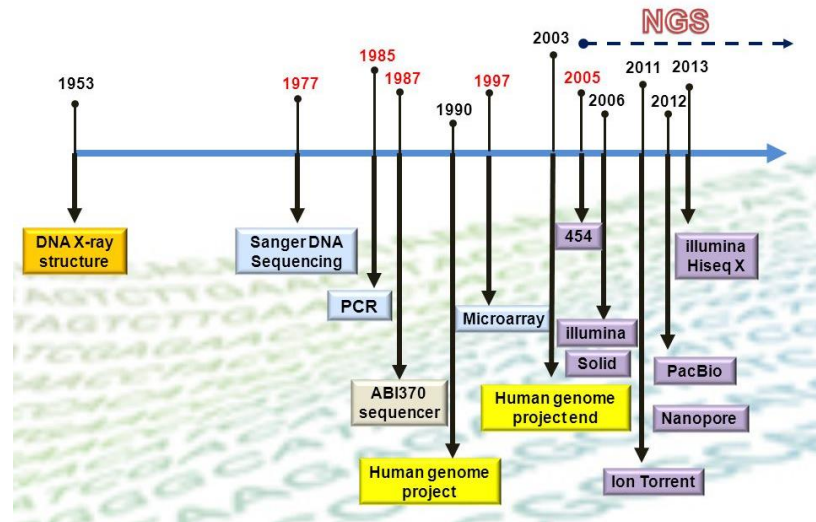 NGS
1953
1977
1985
1987
1990
1997
2003
2005
2006
2011
2012
2013
DNA X-ray
structure
Sanger DNA
Sequencing
PCR
ABI370
sequencer
Human genome
project
Microarray
454
illumina
Solid
Human genome
project end
Ion Torrent
PacBio
Nanopore
illumina
Hiseq X